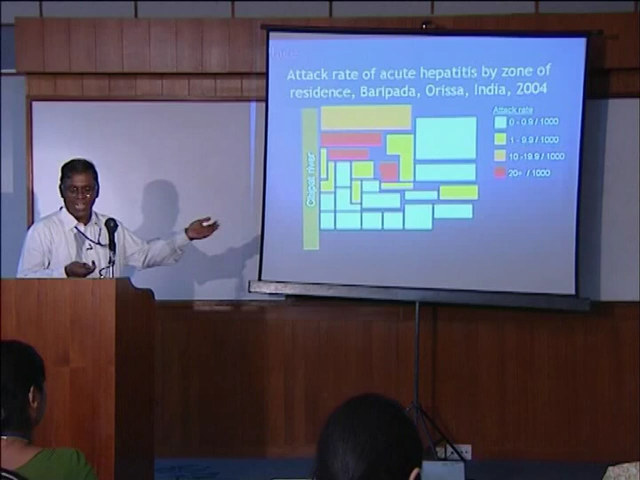 Attack rate of acute hepatitis by zone of
residence, Baripada, Orissa, India, 2004
Attack rate
0 - 0.9 / 1000
1 - 9.9 / 1000
10 -19.9 / 1000
20+ / 1000
river